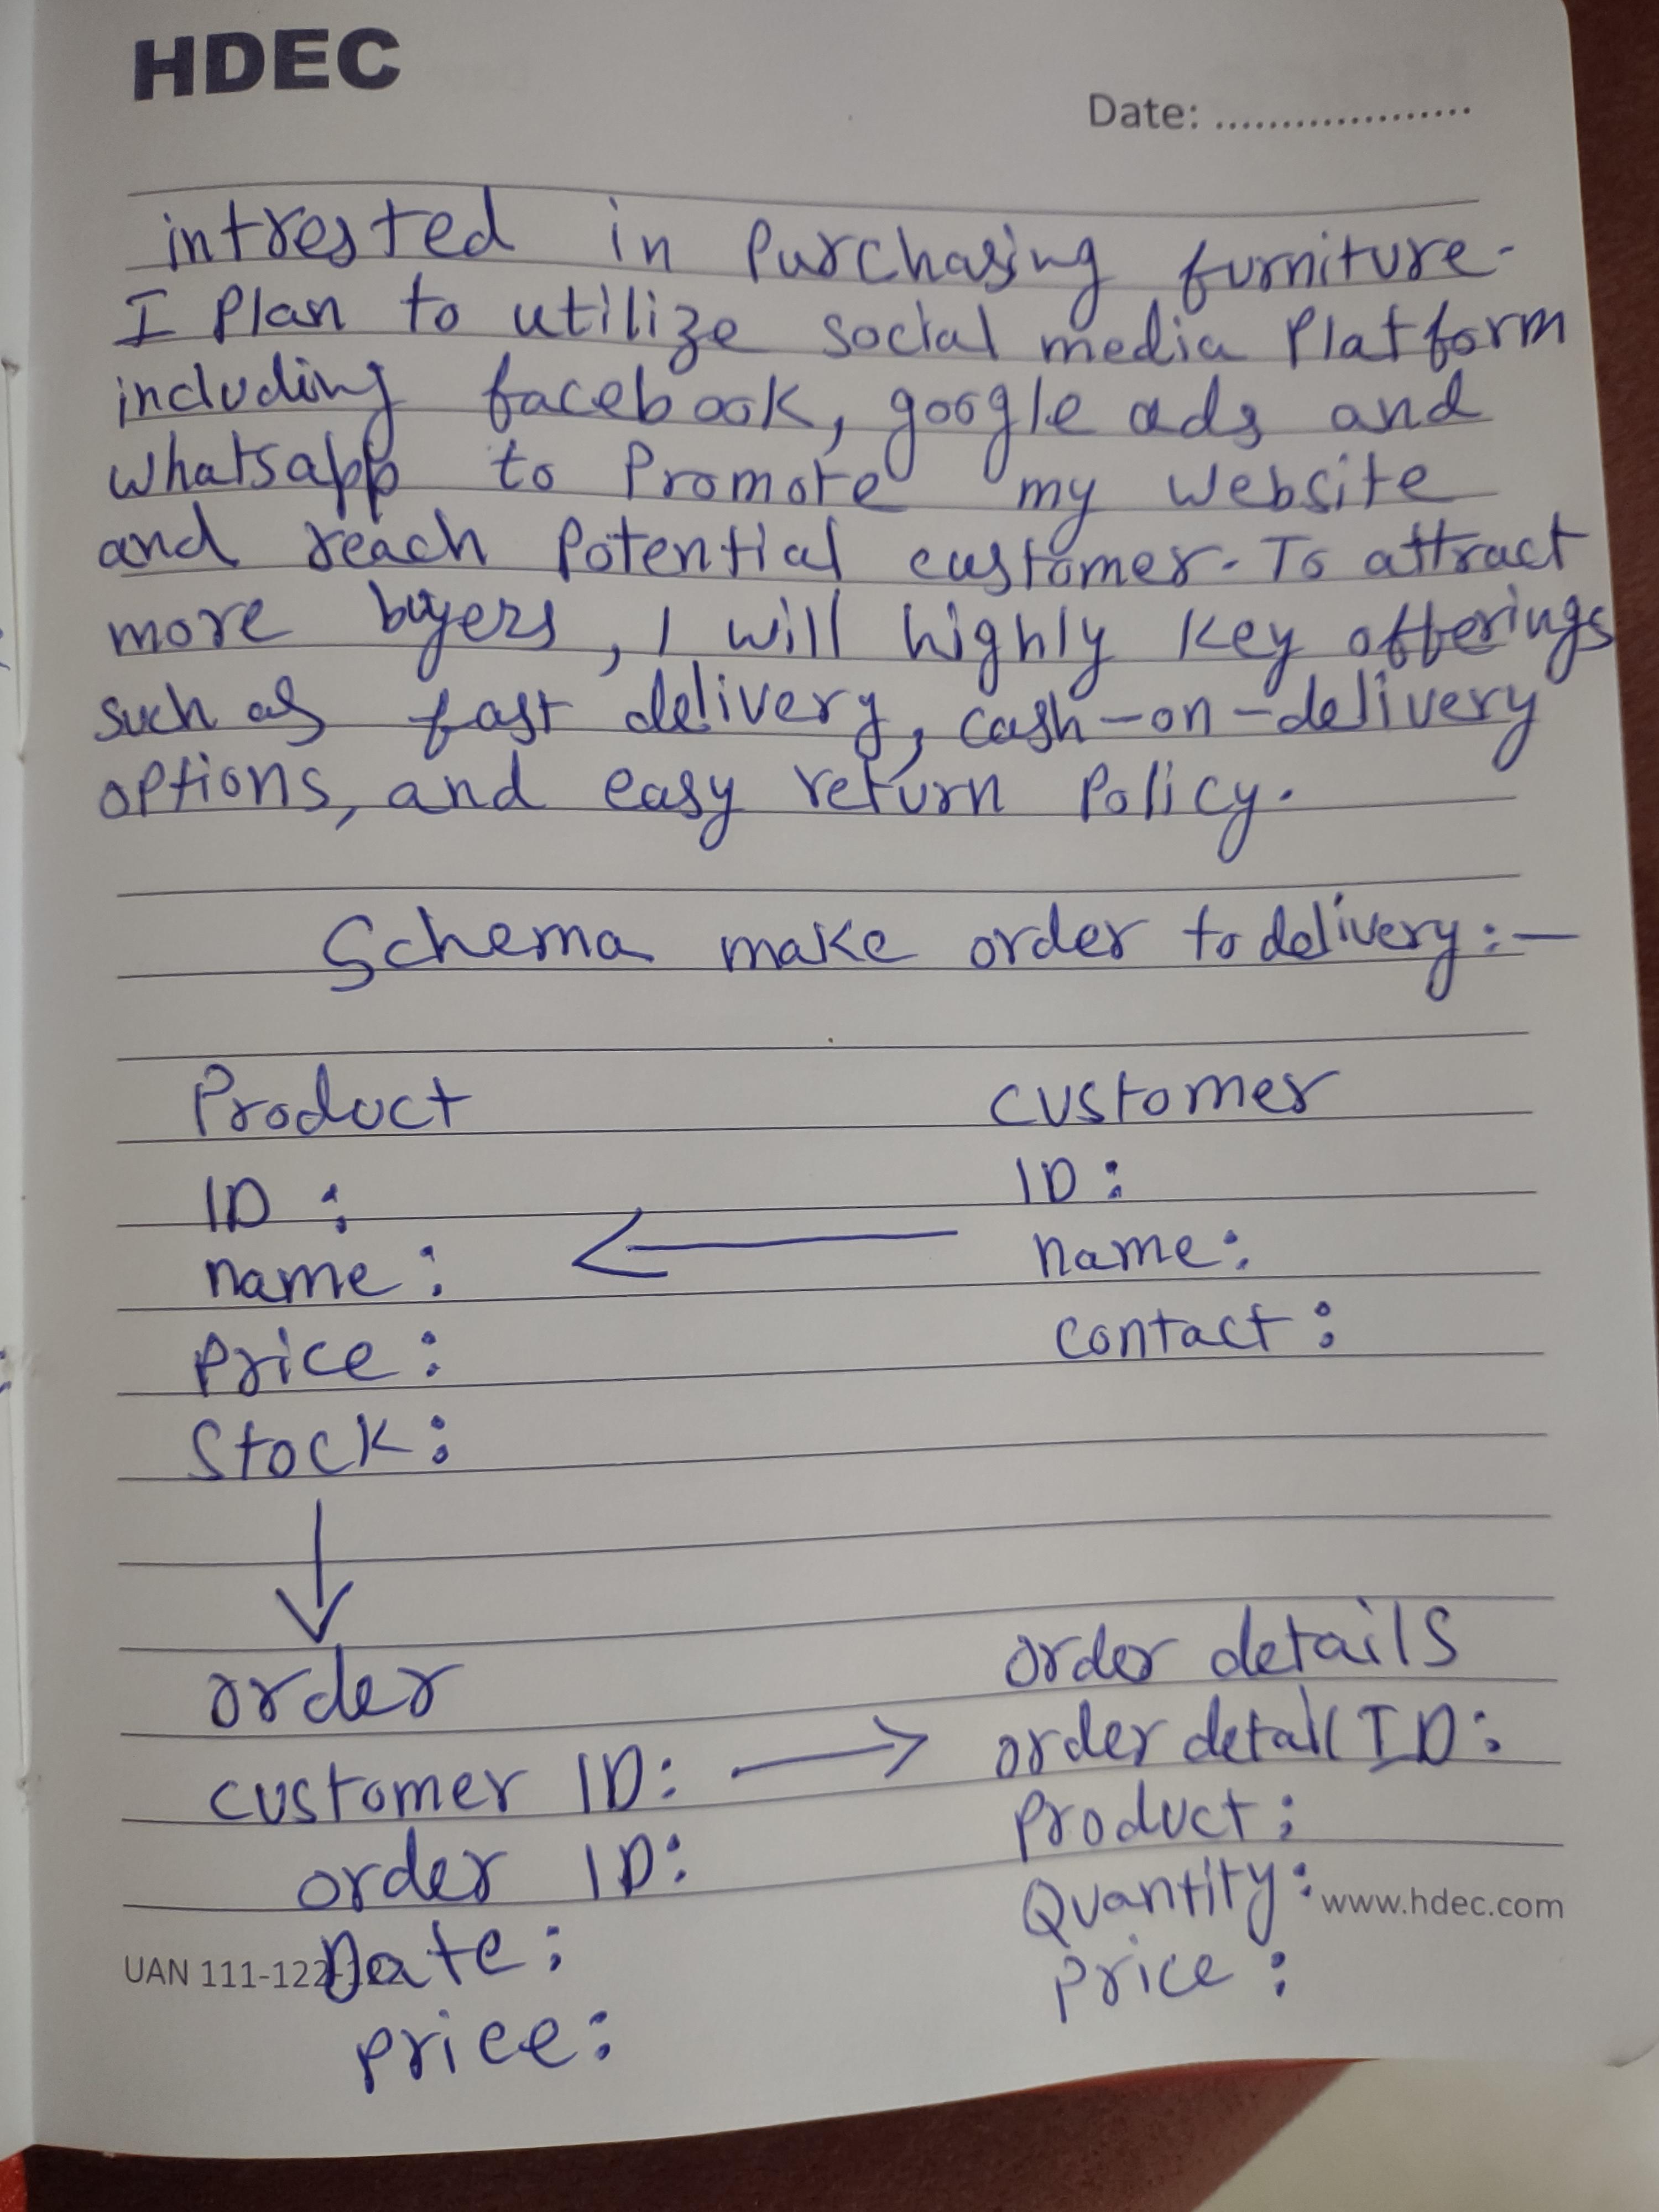 HDEC
Date: ...................
intrested in Purchasing furniture.
I Plan to utilize social media Platform
including facebook, google ads and
whatsapp to Promote my website
and reach Potential customer. To attract
more buyers, I will highly key offerings
such as fast delivery, cash-on-delivery
options, and easy return Policy.
Schema make order to delivery:-
Product
ID :
name :
Price :
Stock :
customer
ID :
name :
contact :
order
customer ID:
order ID:
Date :
price :
order details
order detail ID:
Product :
Quantity :
Price :
www.hdec.com
UAN 111-122-